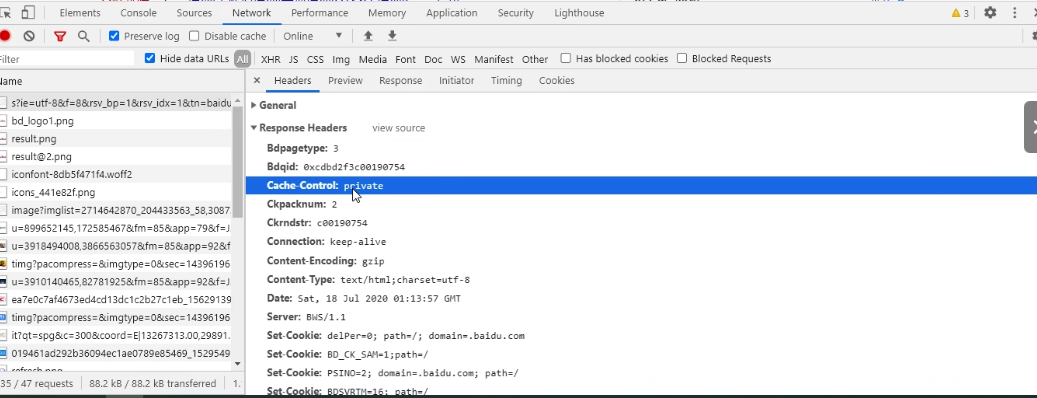 Elements Console Sources Network Performance Memory Application Security Lighthouse 3
Preserve log Disable cache Online
Filter Hide data URLs All XHR JS CSS Img Media Font Doc WS Manifest Other Has blocked cookies Blocked Requests
Name
Headers Preview Response Initiator Timing Cookies
s?ie=utf-8&f=8&rsv_bp=1&rsv_idx=1&tn=baidu
bd_logo1.png
result.png
result@2.png
iconfont-8db5f471f4.woff2
icons_441e82f.png
image?imglist=2714642870_204433563_58,3087
u=899652145,172585467&fm=85&app=79&f=J
u=3918494008,3866563057&fm=85&app=92&f
timg?pacompress=&imgtype=0&sec=14396196
u=3910140465,82781925&fm=85&app=92&f=J
ea7e0c7af4673ed4cd13dc1c2b27c1eb_15629139
timg?pacompress=&imgtype=0&sec=14396196
it?qt=spg&c=300&coord=E|13267313.00,29891.
019461ad292b36094ec1ae0789e85469_1529549
refresh.png
35 / 47 requests 88.2 kB / 88.2 kB transferred 1.
General
Response Headers view source
Bdpagetype: 3
Bdqid: 0xcdbd2f3c00190754
Cache-Control: private
Ckpacknum: 2
Ckrndstr: c00190754
Connection: keep-alive
Content-Encoding: gzip
Content-Type: text/html;charset=utf-8
Date: Sat, 18 Jul 2020 01:13:57 GMT
Server: BWS/1.1
Set-Cookie: delPer=0; path=/; domain=.baidu.com
Set-Cookie: BD_CK_SAM=1;path=/
Set-Cookie: PSINO=2; domain=.baidu.com; path=/
Set-Cookie: BDSVRTM=16; path=/